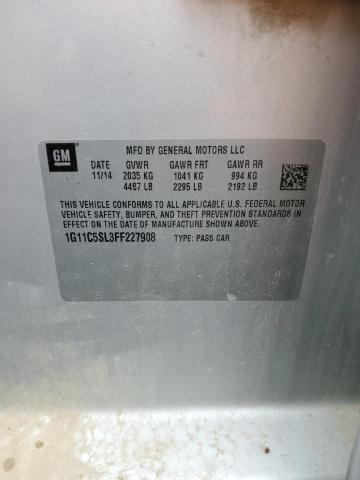 GM
MFD BY GENERAL MOTORS LLC
DATE GVWR GAWR FRT GAWR RR
11/14 2035 KG 1041 KG 994 KG
4487 LB 2295 LB 2192 LB
THIS VEHICLE CONFORMS TO ALL APPLICABLE U.S. FEDERAL MOTOR
VEHICLE SAFETY, BUMPER, AND THEFT PREVENTION STANDARDS IN
EFFECT ON THE DATE OF MANUFACTURE SHOWN ABOVE.
1G11C5SL3FF227908 TYPE: PASS CAR